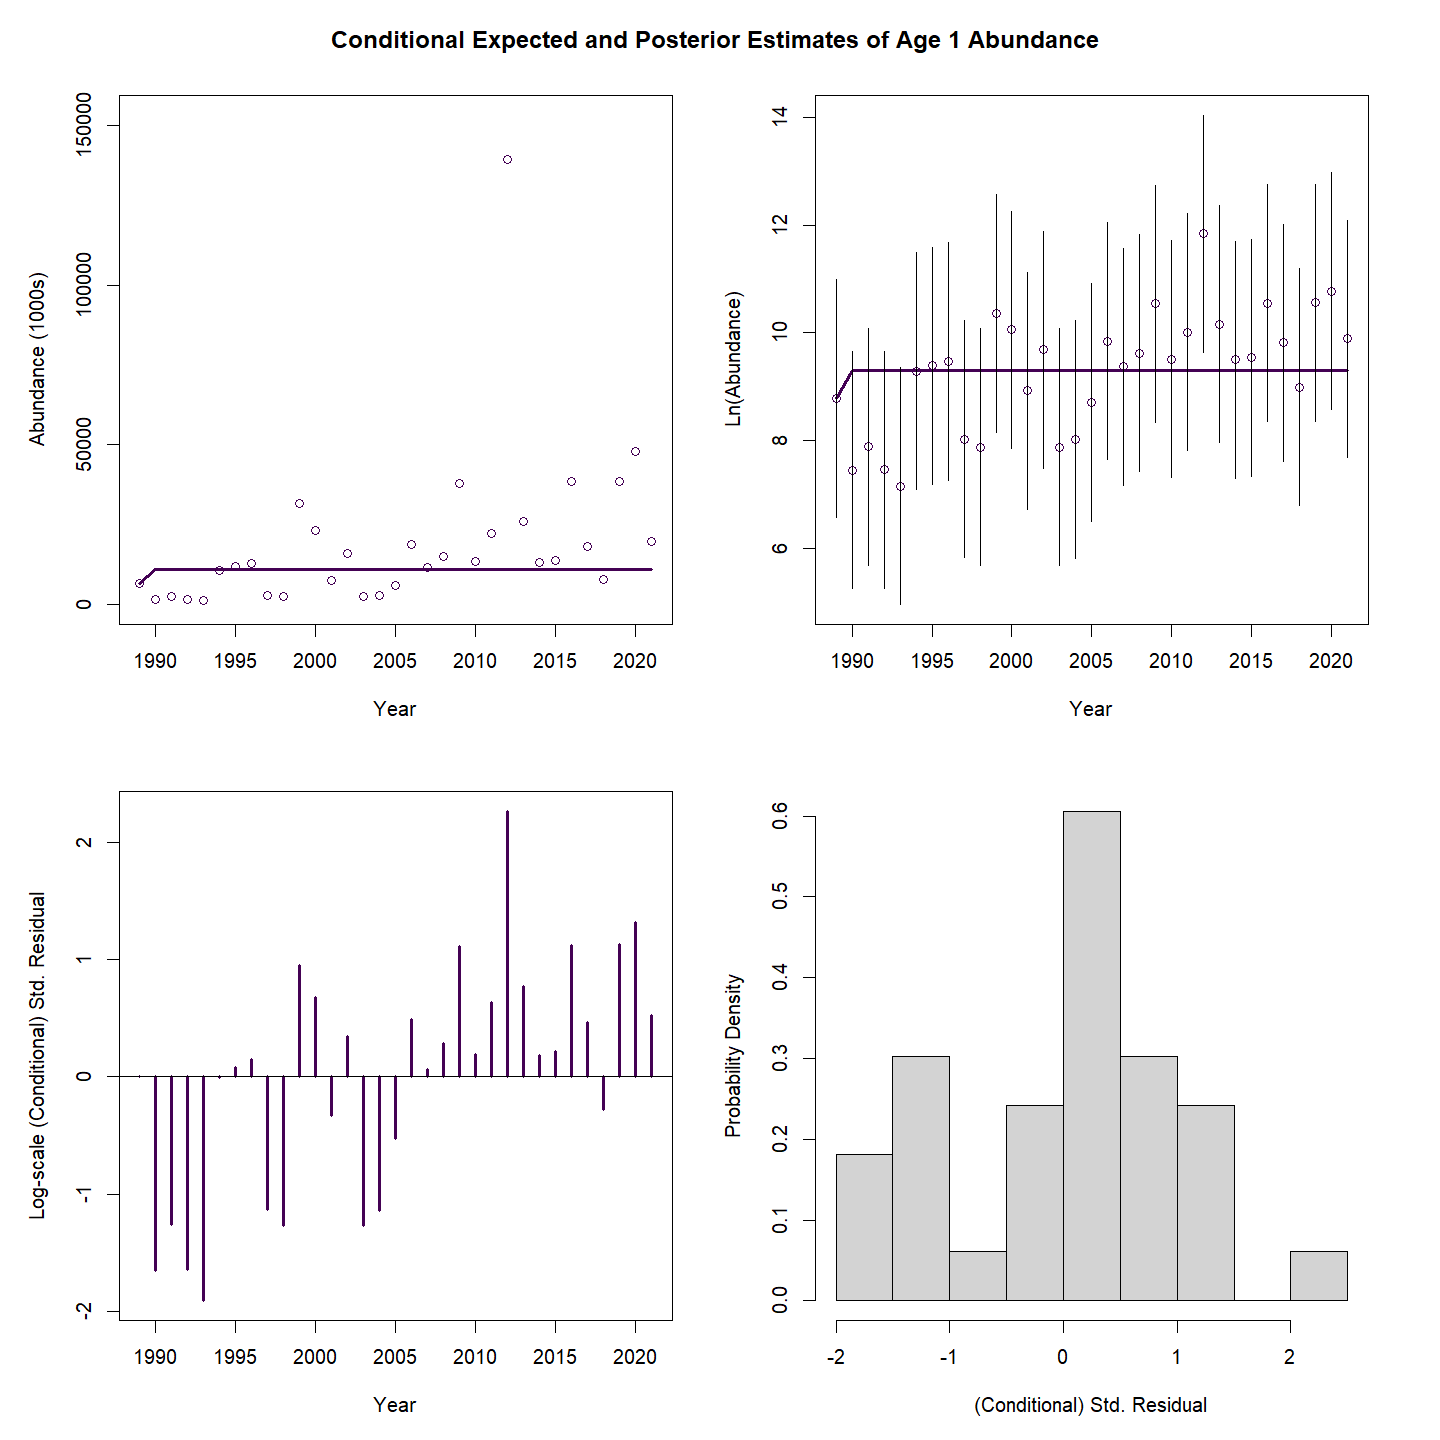 Conditional Expected and Posterior Estimates of Age 1 Abundance
Abundance (1000s)
150000
100000
50000
0
1990 1995 2000 2005 2010 2015 2020
Year
Ln(Abundance)
14
12
10
8
6
1990 1995 2000 2005 2010 2015 2020
Year
Log-scale (Conditional) Std. Residual
2
1
0
-1
-2
1990 1995 2000 2005 2010 2015 2020
Year
Probability Density
0.6
0.5
0.4
0.3
0.2
0.1
0.0
-2 -1 0 1 2
(Conditional) Std. Residual